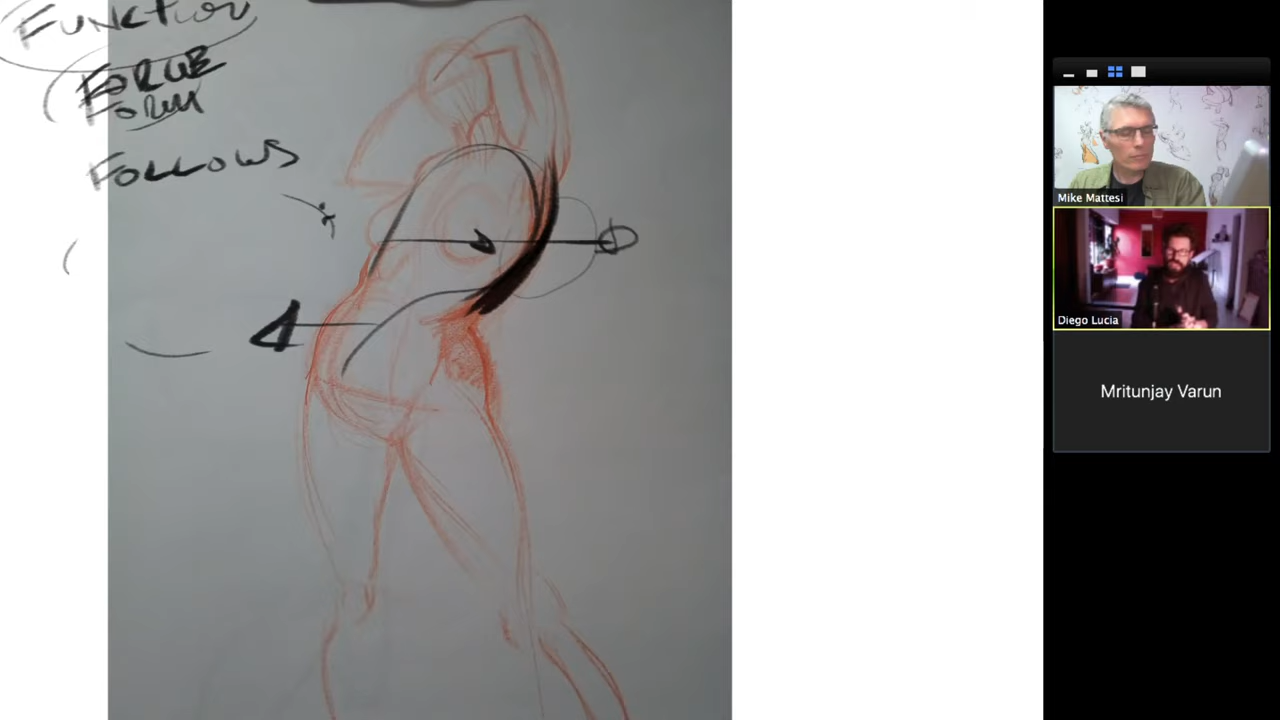 FUNCTION
FORCE
FORM
FOLLOWS
Mike Mattesi
Diego Lucia
Mritunjay Varun